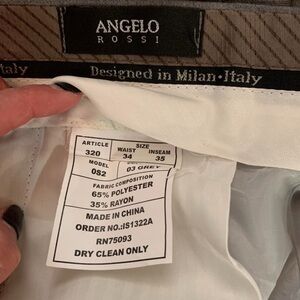 ANGELO
ROSSI
Italy
Designed in Milan·Italy
ARTICLE SIZE
WAIST INSEAM
320 34 35
MODEL
0S2 03 GREY
FABRIC COMPOSITION
65% POLYESTER
35% RAYON
MADE IN CHINA
ORDER NO.:IS1322A
RN75093
DRY CLEAN ONLY